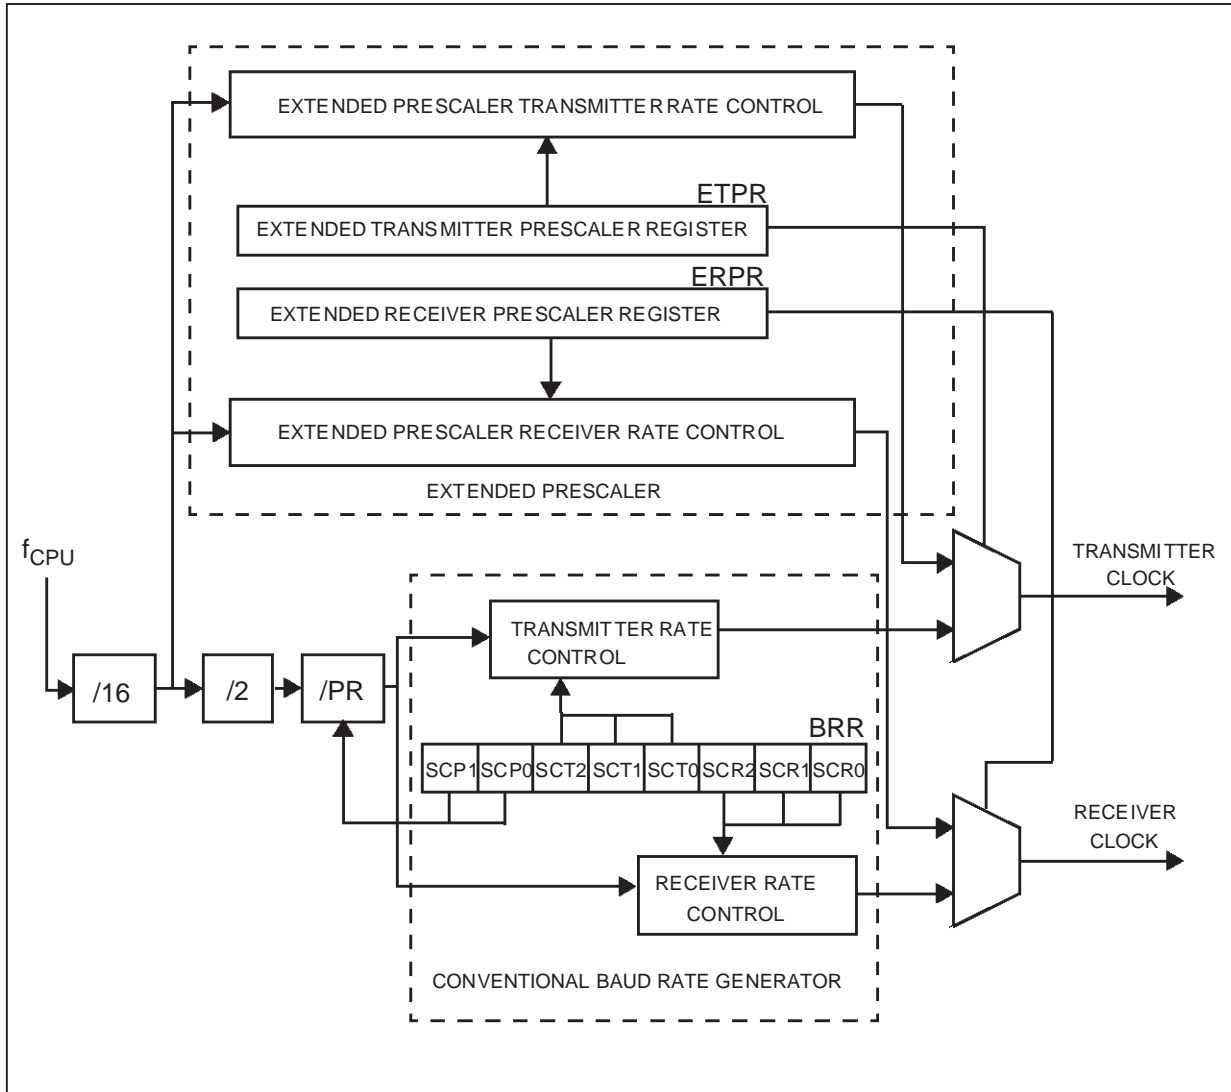 EXTENDED PRESCALER TRANSMITTER RATE CONTROL
ETPR
EXTENDED TRANSMITTER PRESCALER REGISTER
ERPR
EXTENDED RECEIVER PRESCALER REGISTER
EXTENDED PRESCALER RECEIVER RATE CONTROL
EXTENDED PRESCALER
fCPU
TRANSMITTER
CLOCK
TRANSMITTER RATE
CONTROL
/16
/2
/PR
BRR
SCP1 SCP0 SCT2 SCT1 SCT0 SCR2 SCR1 SCR0
RECEIVER
CLOCK
RECEIVER RATE
CONTROL
CONVENTIONAL BAUD RATE GENERATOR